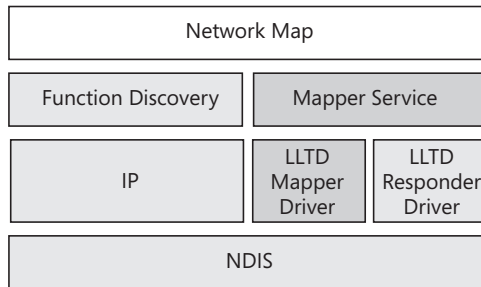 Network Map
Function Discovery
Mapper Service
IP
LLTD
Mapper
Driver
LLTD
Responder
Driver
NDIS